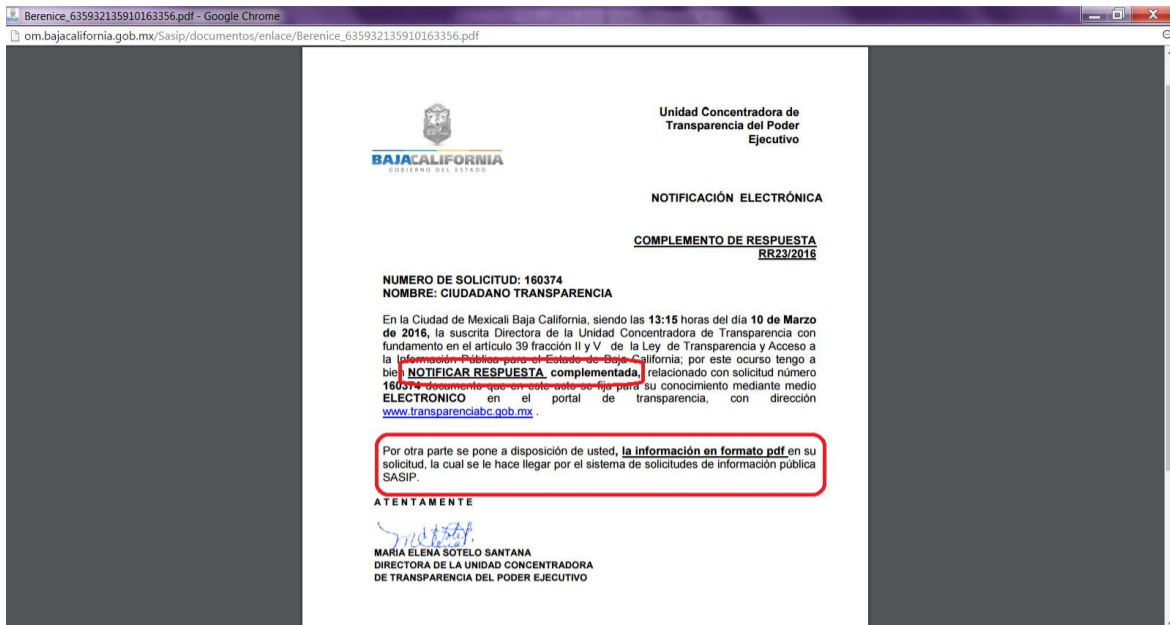 Berenice_635932135910163356.pdf - Google Chrome
om.bajacalifornia.gob.mx/Sasip/documentos/enlace/Berenice_635932135910163356.pdf
Unidad Concentradora de
Transparencia del Poder
Ejecutivo
BAJACALIFORNIA
GOBIERNO DEL ESTADO
NOTIFICACIÓN ELECTRÓNICA
COMPLEMENTO DE RESPUESTA
RR23/2016
NUMERO DE SOLICITUD: 160374
NOMBRE: CIUDADANO TRANSPARENCIA
En la Ciudad de Mexicali Baja California, siendo las 13:15 horas del día 10 de Marzo
de 2016, la suscrita Directora de la Unidad Concentradora de Transparencia con
fundamento en el artículo 39 fracción II y V de la Ley de Transparencia y Acceso a
la Información Pública para el Estado de Baja California; por este ocurso tengo a
bien NOTIFICAR RESPUESTA complementada, relacionado con solicitud número
160374 documento que en este acto se fija para su conocimiento mediante medio
ELECTRONICO en el portal de transparencia, con dirección
www.transparenciabc.gob.mx .
Por otra parte se pone a disposición de usted, la información en formato pdf en su
solicitud, la cual se le hace llegar por el sistema de solicitudes de información pública
SASIP.
A T E N T A M E N T E
MARIA ELENA SOTELO SANTANA
DIRECTORA DE LA UNIDAD CONCENTRADORA
DE TRANSPARENCIA DEL PODER EJECUTIVO